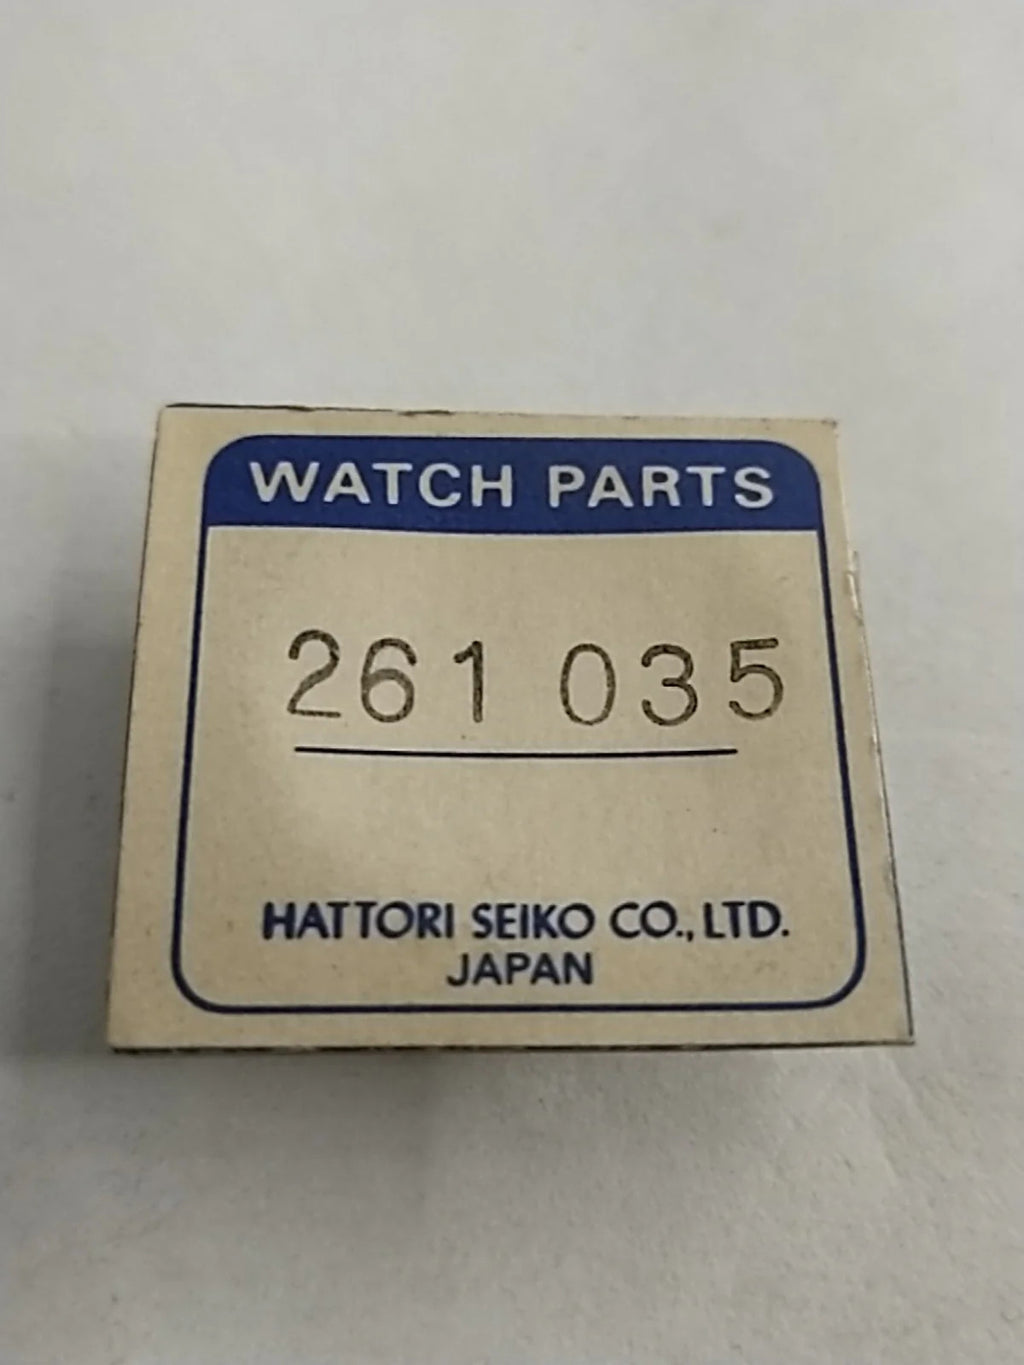 WATCH PARTS
261 035
HATTORI SEIKO CO., LTD.
JAPAN